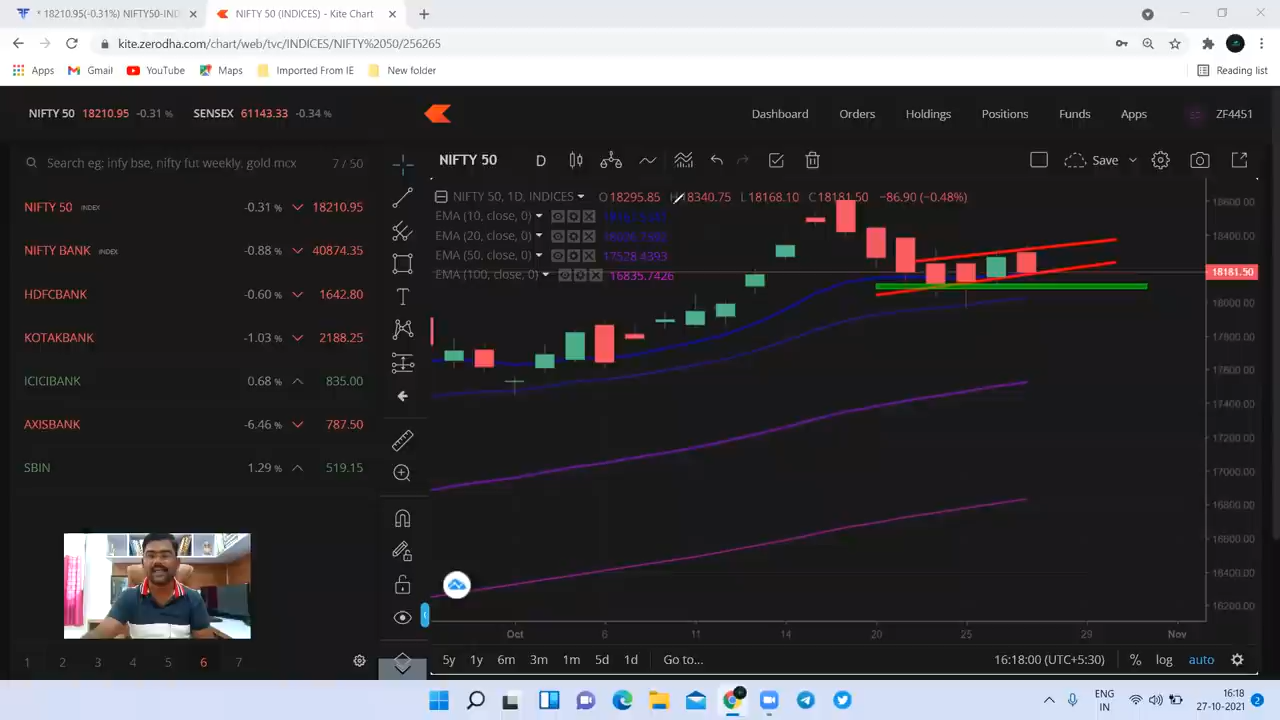 * 18210.95(-0.31%) NIFTY50-IND
NIFTY 50 (INDICES) - Kite Chart
kite.zerodha.com/chart/web/tvc/INDICES/NIFTY%2050/256265
Apps Gmail YouTube Maps Imported From IE New folder Reading list
NIFTY 50 18210.95 -0.31 % SENSEX 61143.33 -0.34 %
Dashboard Orders Holdings Positions Funds Apps ZF4451
Search eg: infy bse, nifty fut weekly, gold mcx 7 / 50
NIFTY 50 D Save
NIFTY 50 INDEX -0.31 % 18210.95
NIFTY BANK INDEX -0.88 % 40874.35
HDFCBANK -0.60 % 1642.80
KOTAKBANK -1.03 % 2188.25
ICICIBANK 0.68 % 835.00
AXISBANK -6.46 % 787.50
SBIN 1.29 % 519.15
1 2 3 4 5 6 7
NIFTY 50, 1D, INDICES O18295.85 H18340.75 L18168.10 C18181.50 −86.90 (−0.48%)
EMA (10, close, 0)
EMA (20, close, 0)
EMA (50, close, 0) 17528.4393
EMA (100, close, 0) 16835.7426
18600.00
18400.00
18181.50
18000.00
17800.00
17600.00
17400.00
17200.00
17000.00
16800.00
16600.00
16400.00
16200.00
Oct 6 11 14 20 25 29 Nov
5y 1y 6m 3m 1m 5d 1d Go to... 16:18:00 (UTC+5:30) % log auto
ENG
IN
16:18
27-10-2021
2